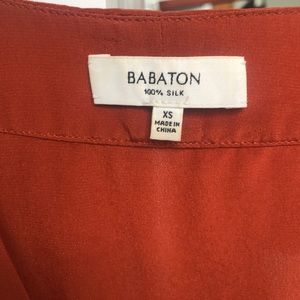 BABATON
100% SILK
XS
MADE IN
CHINA